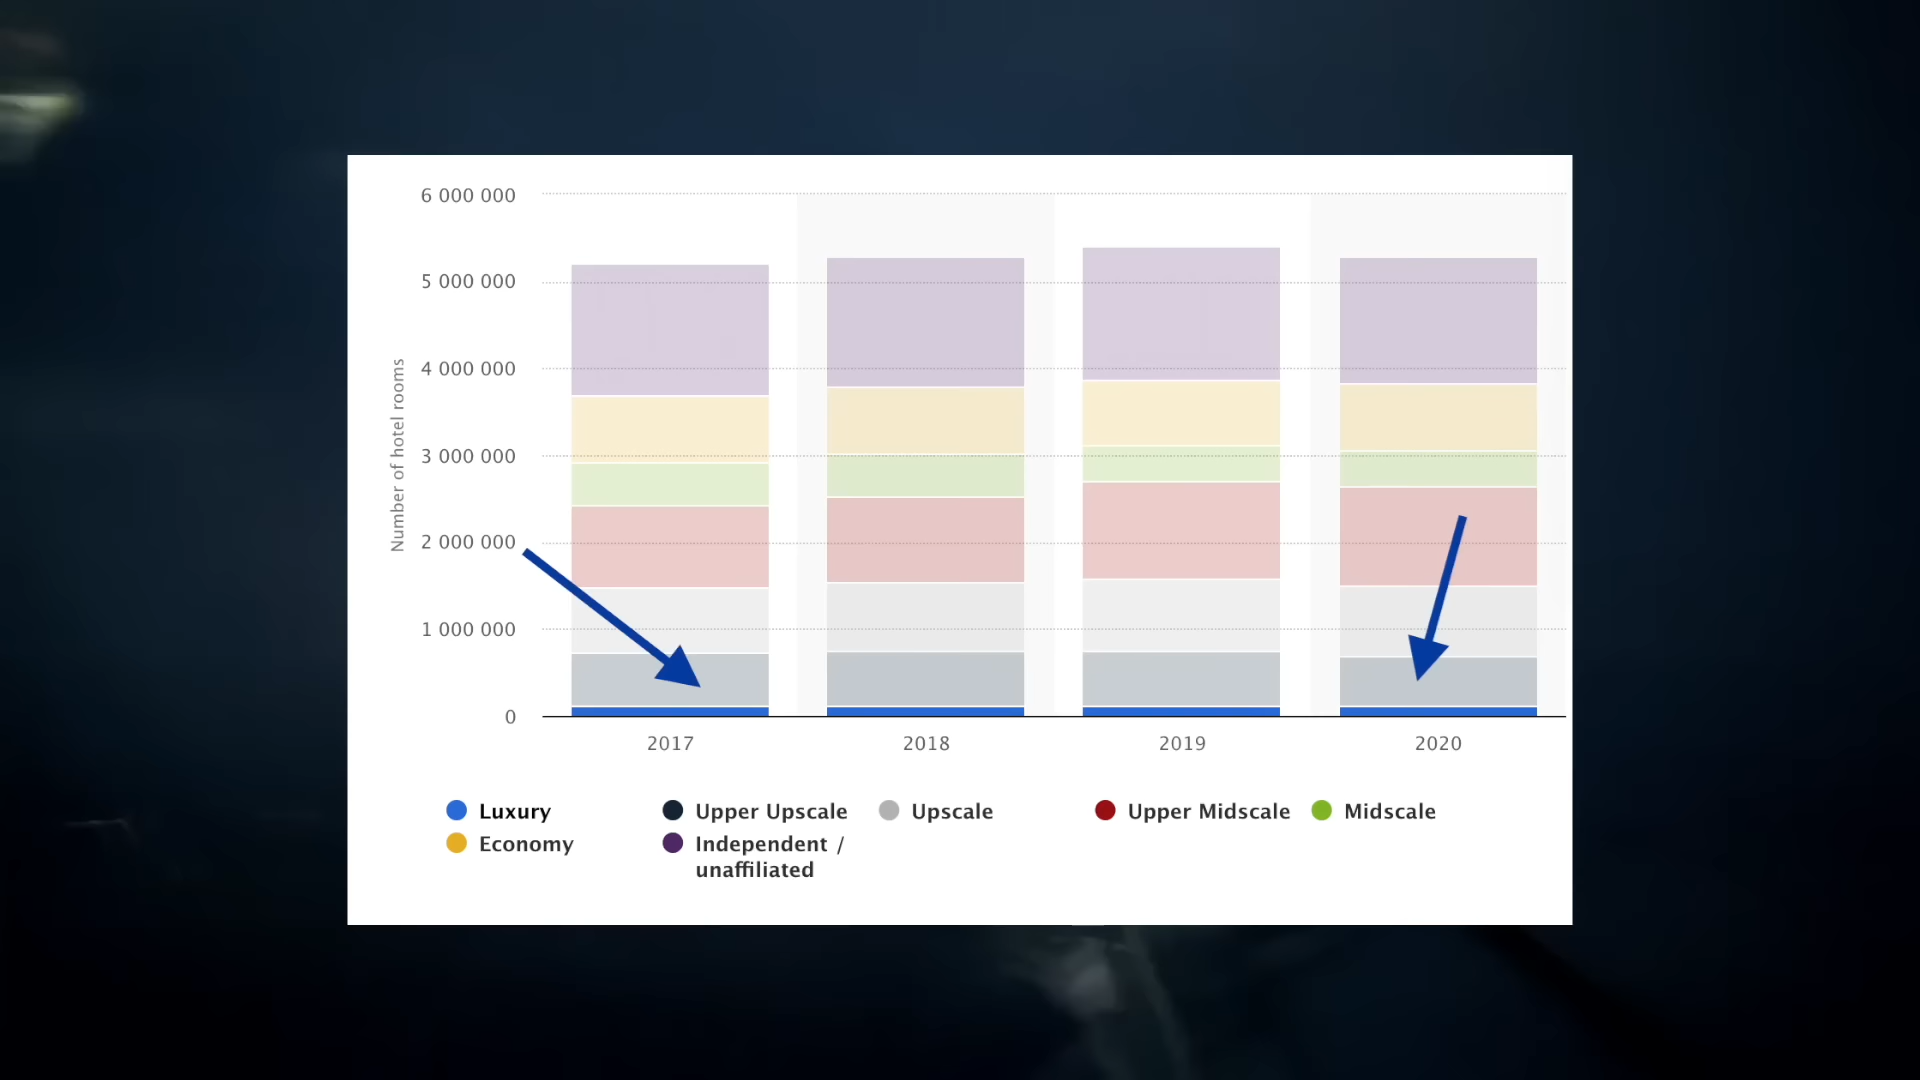 6 000 000
5 000 000
4 000 000
3 000 000
2 000 000
1 000 000
0
Number of hotel rooms
2017 2018 2019 2020
Luxury Upper Upscale Upscale Upper Midscale Midscale
Economy Independent /
unaffiliated